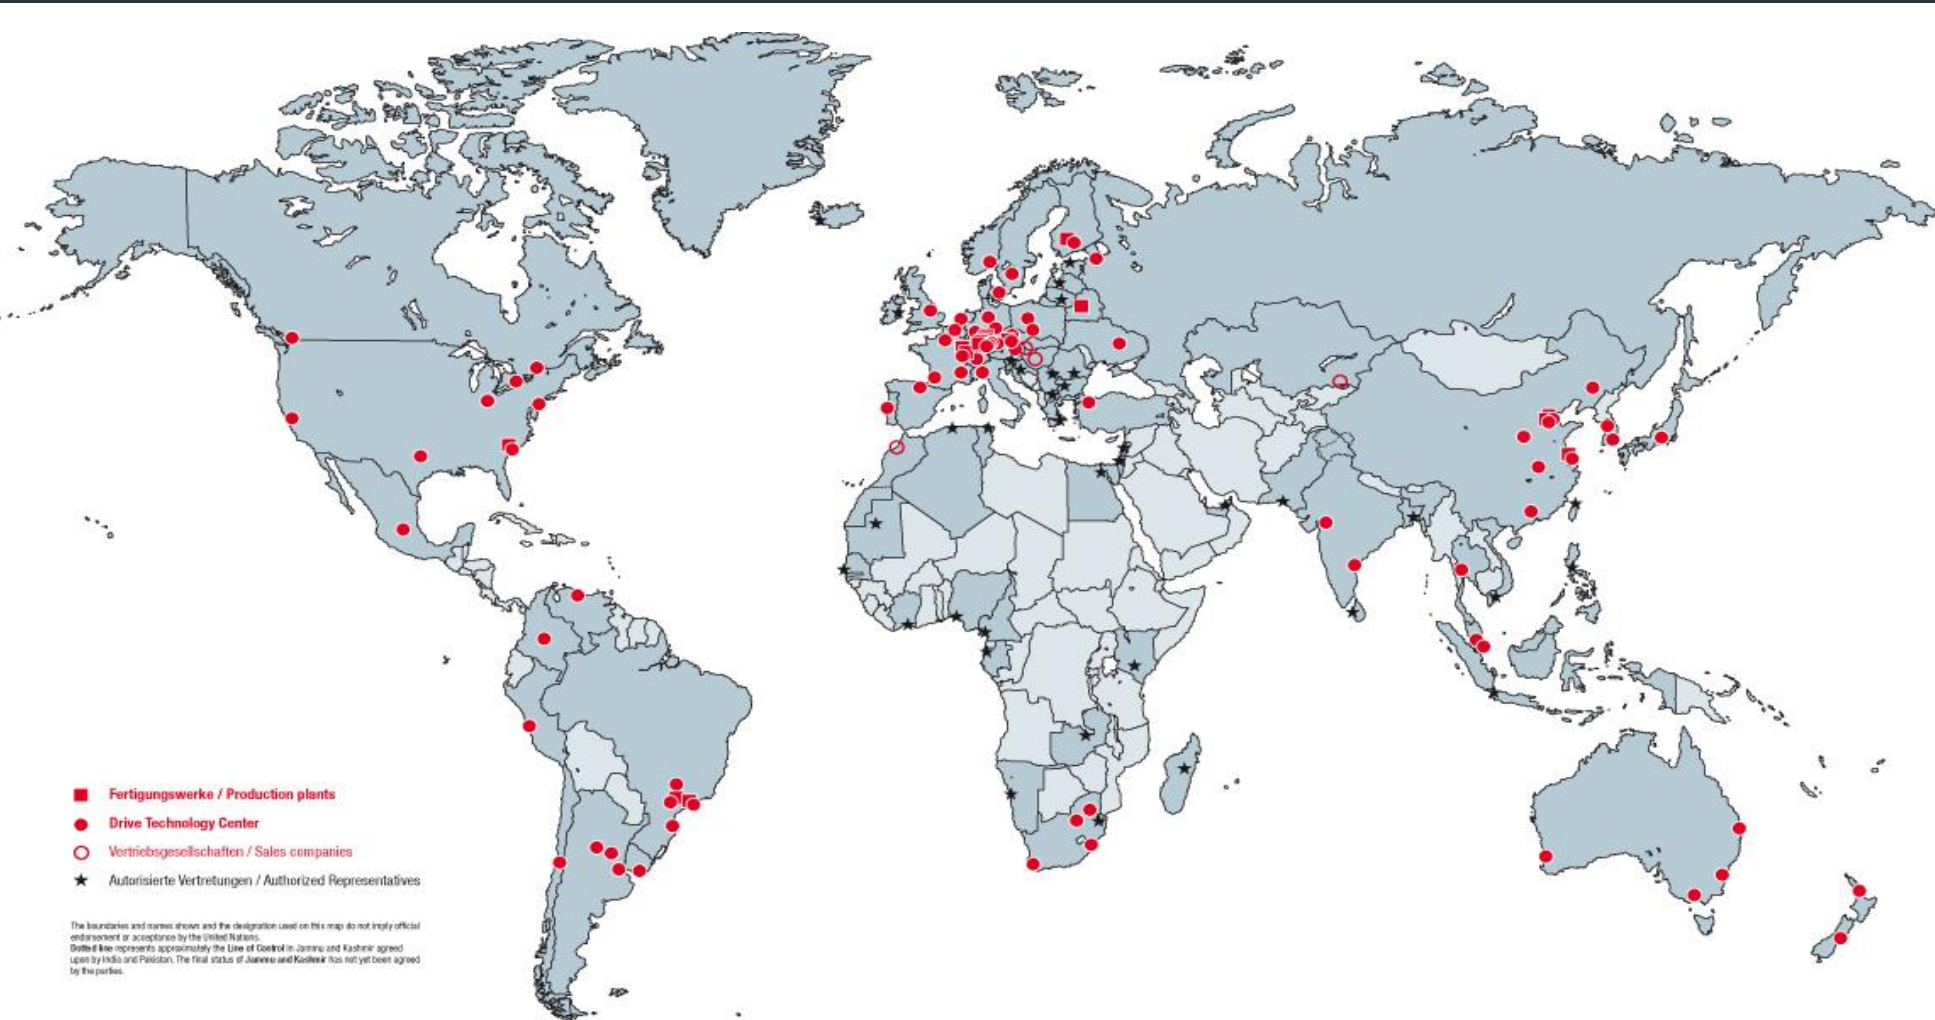 Fertigungswerke / Production plants
Drive Technology Center
Vertriebsgesellschaften / Sales companies
Autorisierte Vertretungen / Authorized Representatives
The boundaries and names shown and the designation used on this map do not imply official
endorsement or acceptance by the United Nations.
Dotted line represents approximately the Line of Control in Jammu and Kashmir agreed
upon by India and Pakistan. The final status of Jammu and Kashmir has not yet been agreed
by the parties.